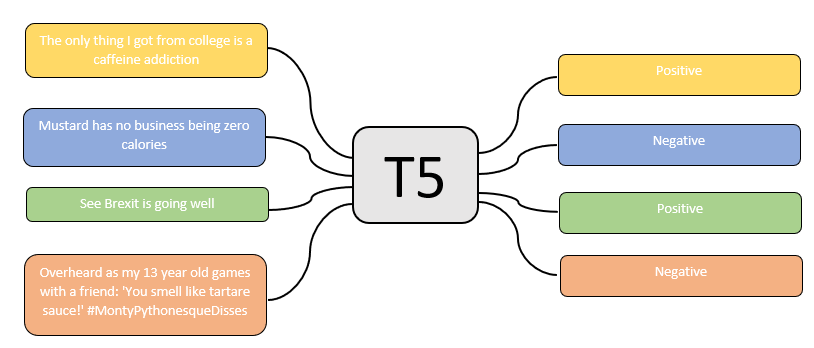 The only thing I got from college is a
caffeine addiction
Mustard has no business being zero
calories
See Brexit is going well
Overheard as my 13 year old games
with a friend: 'You smell like tartare
sauce!' #MontyPythonesqueDisses
T5
Positive
Negative
Positive
Negative